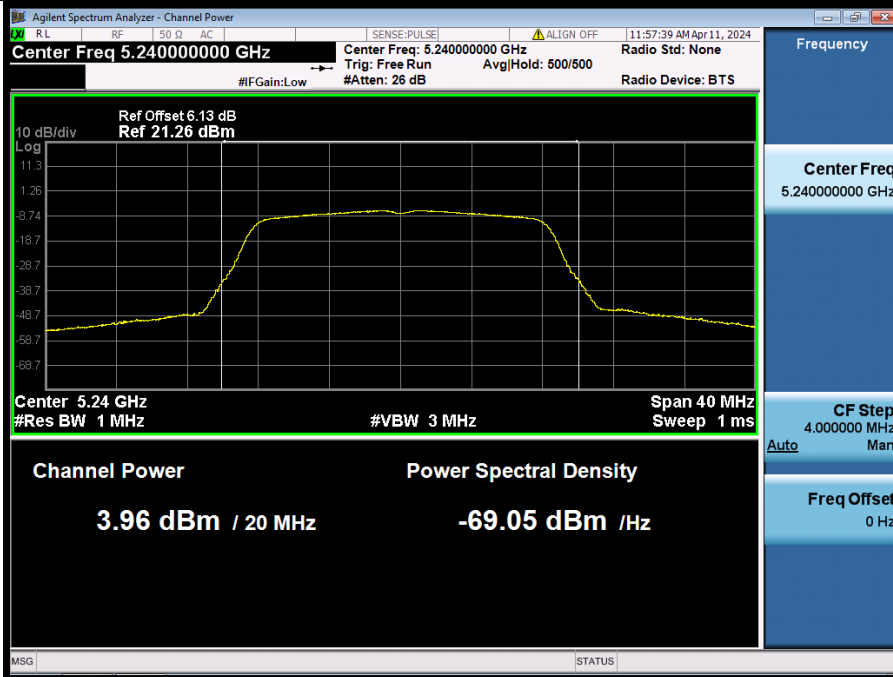 Agilent Spectrum Analyzer - Channel Power
LXI RL RF 50 Ω AC SENSE:PULSE ALIGN OFF 11:57:39 AM Apr 11, 2024
Center Freq 5.240000000 GHz
Center Freq: 5.240000000 GHz
Radio Std: None
Trig: Free Run Avg|Hold: 500/500
#IFGain:Low #Atten: 26 dB
Radio Device: BTS
Ref Offset 6.13 dB
10 dB/div Ref 21.26 dBm
Log
11.3
1.26
-8.74
-18.7
-28.7
-38.7
-48.7
-58.7
-68.7
Center 5.24 GHz Span 40 MHz
#Res BW 1 MHz #VBW 3 MHz Sweep 1 ms
Channel Power
Power Spectral Density
3.96 dBm / 20 MHz
-69.05 dBm /Hz
Frequency
Center Freq
5.240000000 GHz
CF Step
4.000000 MHz
Auto Man
Freq Offset
0 Hz
MSG STATUS